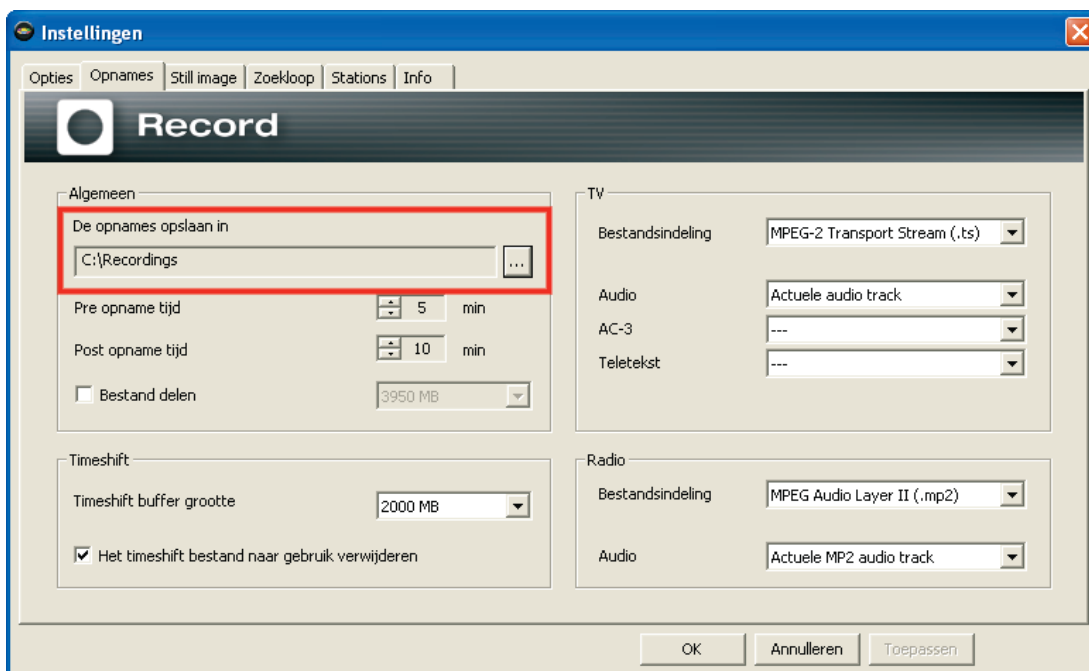 Instellingen
Opties Opnames Still image Zoekloop Stations Info
Record
Algemeen
De opnames opslaan in
C:\Recordings ...
Pre opname tijd 5 min
Post opname tijd 10 min
Bestand delen 3950 MB
TV
Bestandsindeling MPEG-2 Transport Stream (.ts)
Audio Actuele audio track
AC-3 ---
Teletekst ---
Timeshift
Timeshift buffer grootte 2000 MB
Het timeshift bestand naar gebruik verwijderen
Radio
Bestandsindeling MPEG Audio Layer II (.mp2)
Audio Actuele MP2 audio track
OK Annulleren Toepassen